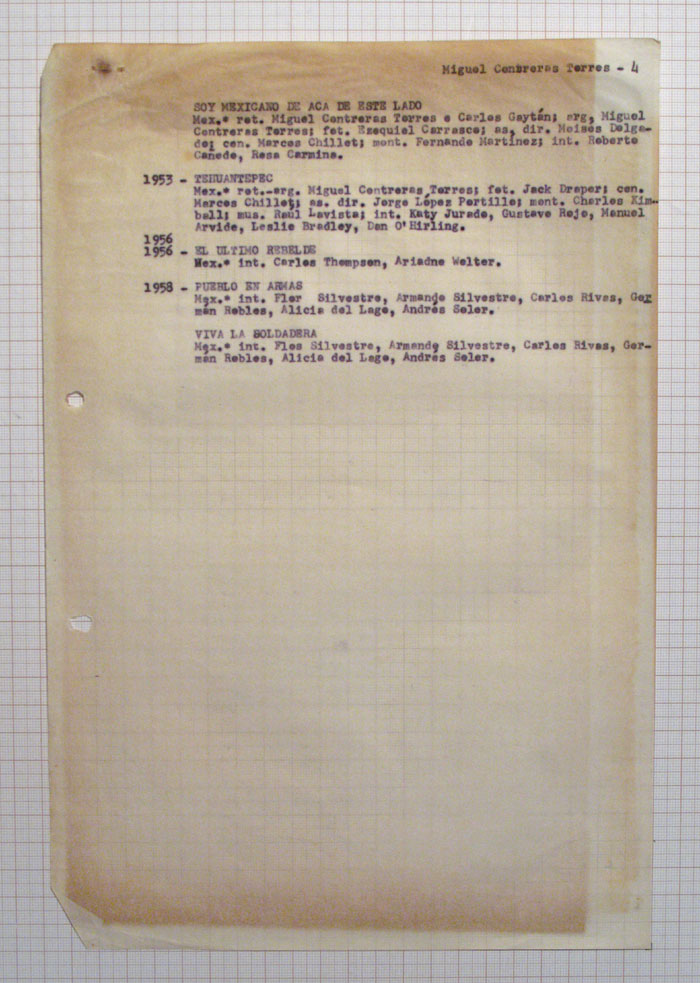 Miguel Contreras Torres - 4
SOY MEXICANO DE ACA DE ESTE LADO
Mex.* rot. Miguel Contreras Torres e Carlos Gaytán; arg, Miguel
Contreras Torres; fot. Ezequiel Carrasco; as, dir. Moisés Delga-
do; cen. Marcos Chillet; mont. Fernando Martinez; int. Roberto
Canedo, Rosa Carmina.
1953 - TEHUANTEPEC
Mex.* rot.-arg. Miguel Contreras Torres; fot. Jack Draper; cen.
Marcos Chillet; as. dir. Jorge López Portillo; mont. Charles Kim-
ball; mus. Raúl Lavista; int. Katy Jurado, Gustavo Rojo, Manuel
Arvide, Leslie Bradley, Dan O'Hirling.
1956
1956 - EL ULTIMO REBELDE
Mex.* int. Carlos Thompson, Ariadne Welter.
1958 - PUEBLO EN ARMAS
Mex.* int. Flor Silvestre, Armando Silvestre, Carlos Rivas, Ger
mán Robles, Alicia del Lago, Andrés Soler.
VIVA LA SOLDADERA
Mex.* int. Flos Silvestre, Armando Silvestre, Carlos Rivas, Ger-
mán Robles, Alicia del Lago, Andrés Soler.